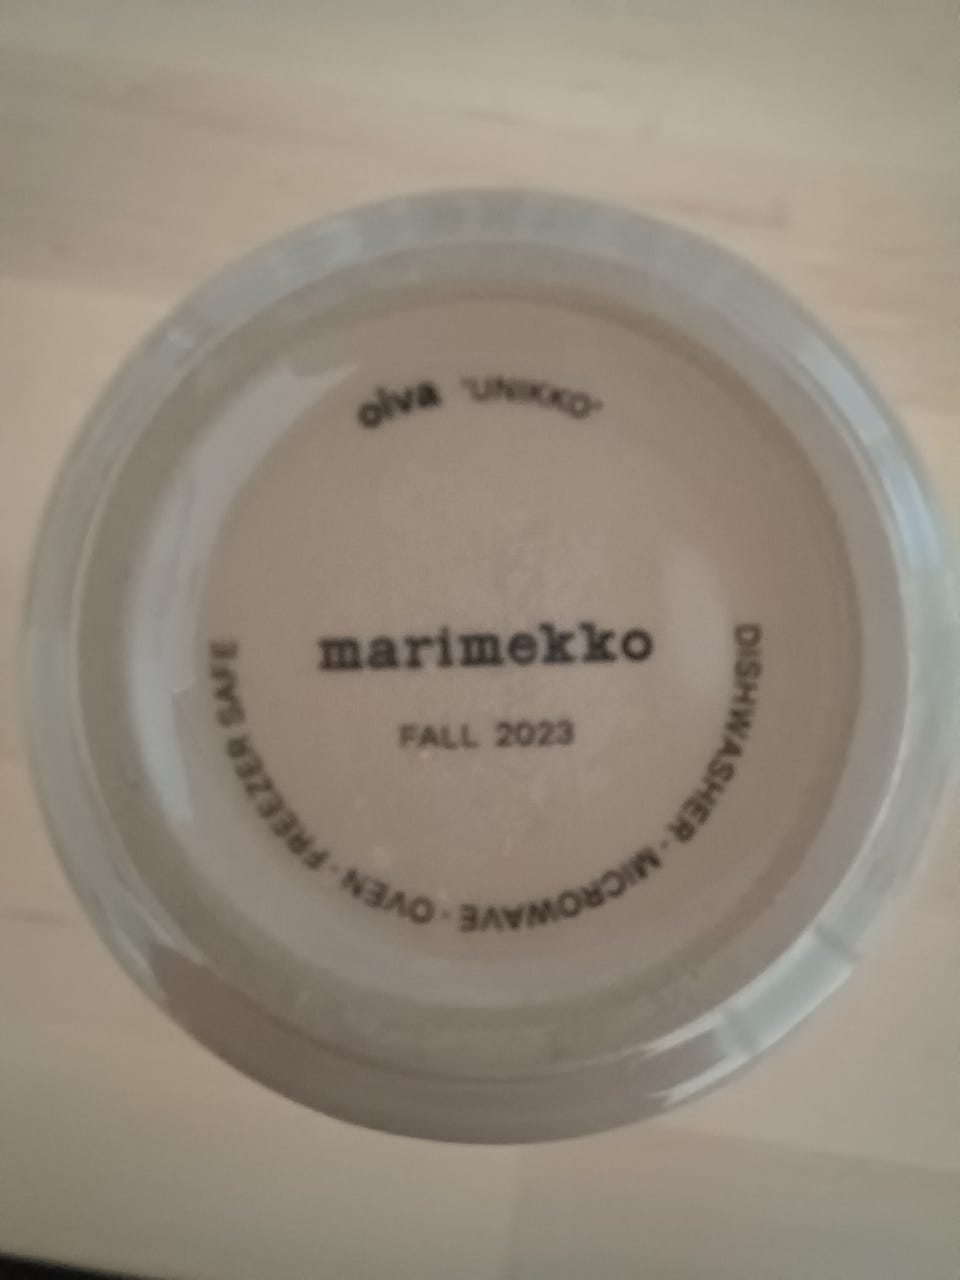 oiva "UNIKKO"
marimekko
FALL 2023
DISHWASHER · MICROWAVE · OVEN · FREEZER SAFE